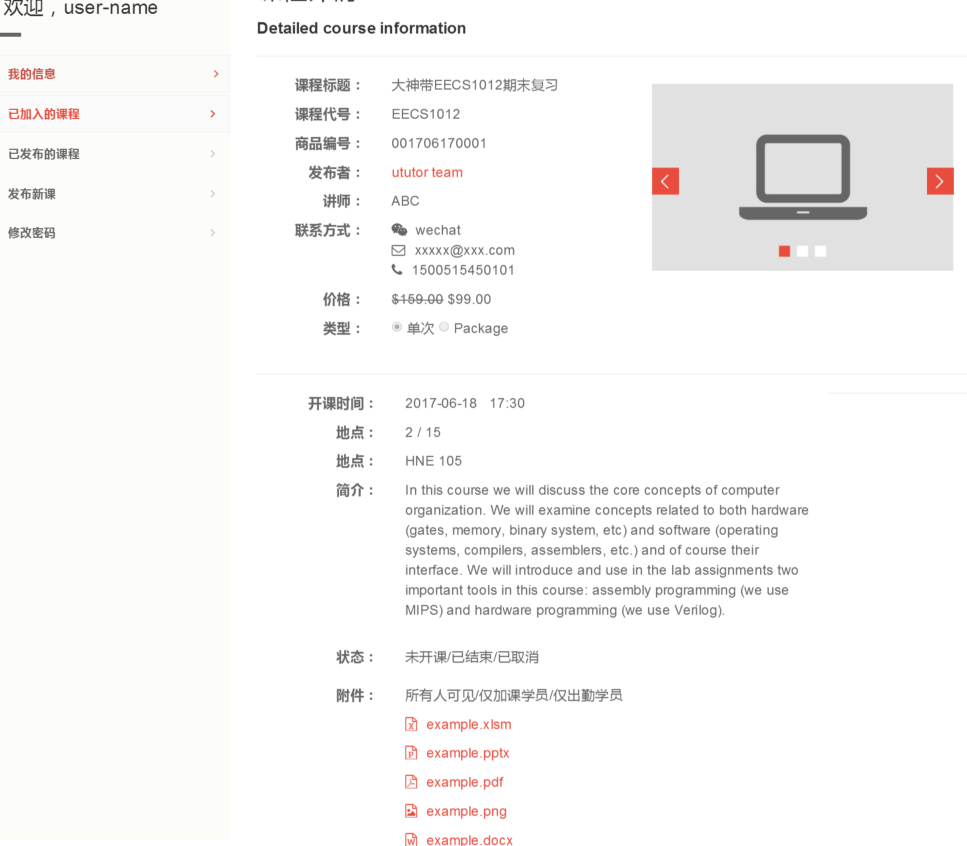 欢迎，user-name
我的信息
已加入的课程
已发布的课程
发布新课
修改密码
Detailed course information
课程标题： 大神带EECS1012期末复习
课程代号： EECS1012
商品编号： 001706170001
发布者： ututor team
讲师： ABC
联系方式： wechat
xxxxx@xxx.com
1500515450101
价格： $159.00 $99.00
类型： 单次 Package
开课时间： 2017-06-18 17:30
地点： 2 / 15
地点： HNE 105
简介： In this course we will discuss the core concepts of computer
organization. We will examine concepts related to both hardware
(gates, memory, binary system, etc) and software (operating
systems, compilers, assemblers, etc.) and of course their
interface. We will introduce and use in the lab assignments two
important tools in this course: assembly programming (we use
MIPS) and hardware programming (we use Verilog).
状态： 未开课/已结束/已取消
附件： 所有人可见/仅加课学员/仅出勤学员
example.xlsm
example.pptx
example.pdf
example.png
example.docx